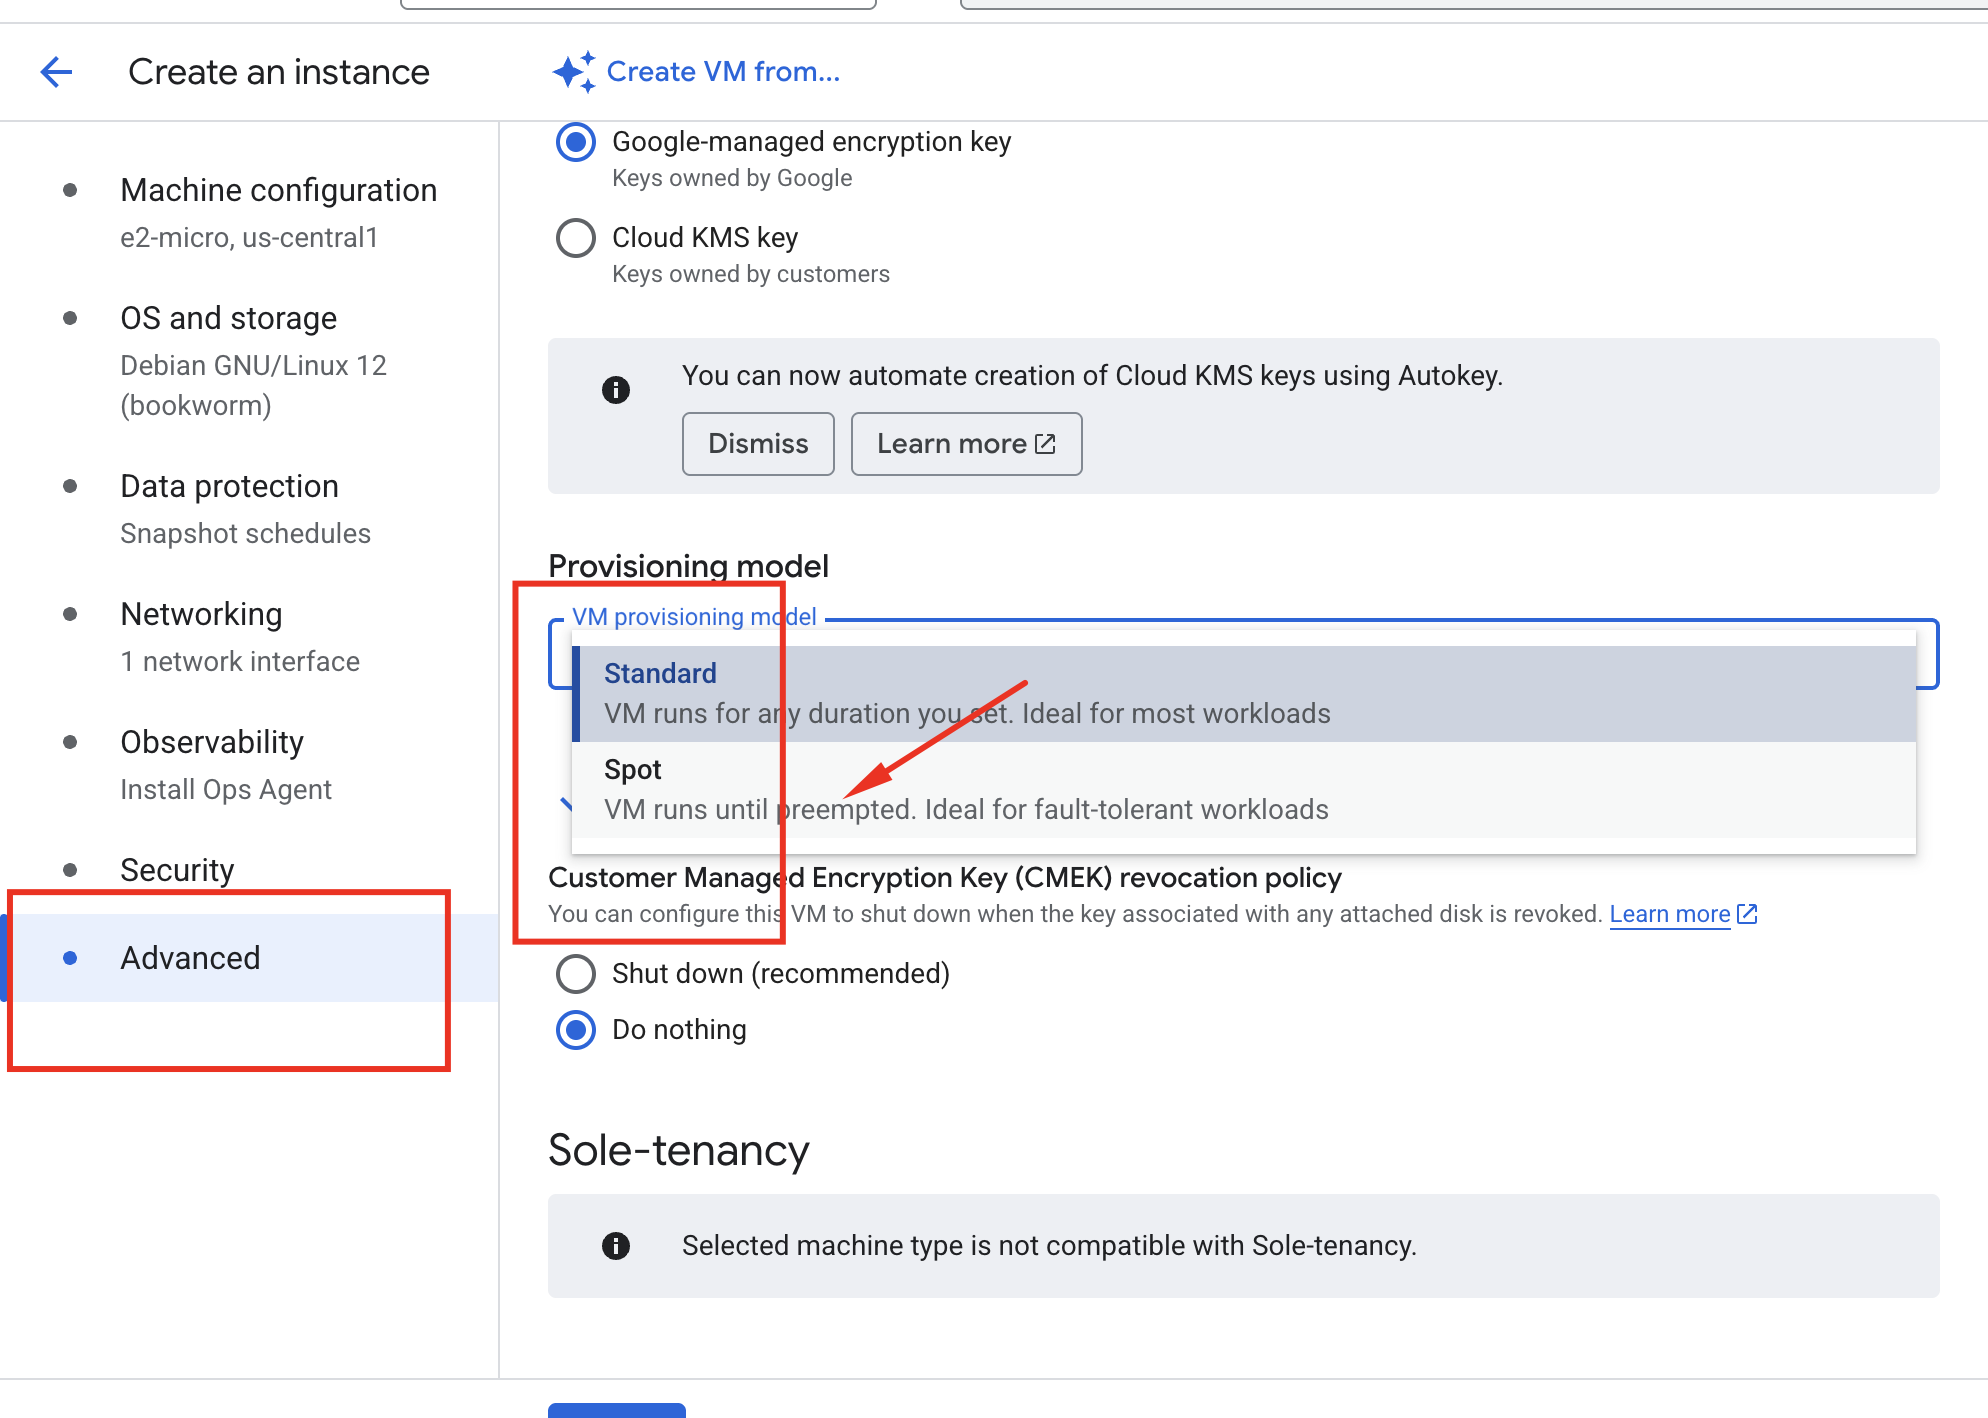 Create an instance
Create VM from...
Machine configuration
e2-micro, us-central1
OS and storage
Debian GNU/Linux 12
(bookworm)
Data protection
Snapshot schedules
Networking
1 network interface
Observability
Install Ops Agent
Security
Advanced
Google-managed encryption key
Keys owned by Google
Cloud KMS key
Keys owned by customers
You can now automate creation of Cloud KMS keys using Autokey.
Dismiss
Learn more
Provisioning model
VM provisioning model
Standard
VM runs for any duration you set. Ideal for most workloads
Spot
VM runs until preempted. Ideal for fault-tolerant workloads
Customer Managed Encryption Key (CMEK) revocation policy
You can configure this VM to shut down when the key associated with any attached disk is revoked. Learn more
Shut down (recommended)
Do nothing
Sole-tenancy
Selected machine type is not compatible with Sole-tenancy.